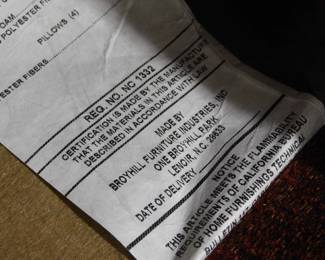 OAM
POLYESTER FIBER
PILLOWS (4)
ESTER FIBERS
REG. NO. NC 1332
CERTIFICATION IS MADE BY THE MANUFACTUR
THAT THE MATERIALS IN THIS ARTICLE ARE
DESCRIBED IN ACCORDANCE WITH LAW
MADE BY
BROYHILL FURNITURE INDUSTRIES, INC
ONE BROYHILL PARK
LENOIR, N.C. 28633
DATE OF DELIVERY
NOTICE
THIS ARTICLE MEETS THE FLAMMABILITY
REQUIREMENTS OF CALIFORNIA BUREAU
OF HOME FURNISHINGS TECHNICAL
BULLETIN